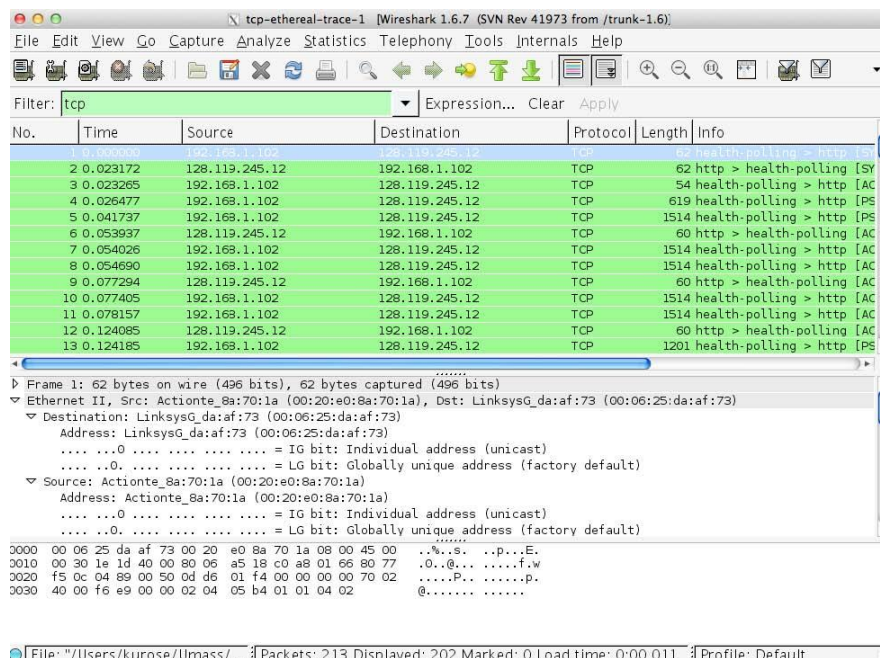 tcp-ethereal-trace-1 [Wireshark 1.6.7 (SVN Rev 41973 from /trunk-1.6)]
File Edit View Go Capture Analyze Statistics Telephony Tools Internals Help
Filter: tcp Expression... Clear Apply
No. Time Source Destination Protocol Length Info
1 0.000000 192.168.1.102 128.119.245.12 TCP 62 health-polling > http [SY
2 0.023172 128.119.245.12 192.168.1.102 TCP 62 http > health-polling [SY
3 0.023265 192.168.1.102 128.119.245.12 TCP 54 health-polling > http [AC
4 0.026477 192.168.1.102 128.119.245.12 TCP 619 health-polling > http [PS
5 0.041737 192.168.1.102 128.119.245.12 TCP 1514 health-polling > http [AC
6 0.053937 128.119.245.12 192.168.1.102 TCP 60 http > health-polling [AC
7 0.054026 192.168.1.102 128.119.245.12 TCP 1514 health-polling > http [AC
8 0.054690 192.168.1.102 128.119.245.12 TCP 1514 health-polling > http [AC
9 0.077294 128.119.245.12 192.168.1.102 TCP 60 http > health-polling [AC
10 0.077405 192.168.1.102 128.119.245.12 TCP 1514 health-polling > http [AC
11 0.078157 192.168.1.102 128.119.245.12 TCP 1514 health-polling > http [AC
12 0.124085 128.119.245.12 192.168.1.102 TCP 60 http > health-polling [AC
13 0.124185 192.168.1.102 128.119.245.12 TCP 1201 health-polling > http [PS
Frame 1: 62 bytes on wire (496 bits), 62 bytes captured (496 bits)
Ethernet II, Src: Actionte_8a:70:1a (00:20:e0:8a:70:1a), Dst: LinksysG_da:af:73 (00:06:25:da:af:73)
Destination: LinksysG_da:af:73 (00:06:25:da:af:73)
Address: LinksysG_da:af:73 (00:06:25:da:af:73)
.... ...0 .... .... .... .... = IG bit: Individual address (unicast)
.... ..0. .... .... .... .... = LG bit: Globally unique address (factory default)
Source: Actionte_8a:70:1a (00:20:e0:8a:70:1a)
Address: Actionte_8a:70:1a (00:20:e0:8a:70:1a)
.... ...0 .... .... .... .... = IG bit: Individual address (unicast)
.... ..0. .... .... .... .... = LG bit: Globally unique address (factory default)
0000 00 06 25 da af 73 00 20 e0 8a 70 1a 08 00 45 00 ..%..s. ..p...E.
0010 00 30 1e 1d 40 00 80 06 a5 18 c0 a8 01 66 80 77 .0..@... .....f.w
0020 f5 0c 04 89 00 50 0d d6 01 f4 00 00 00 00 70 02 .....P.. ......p.
0030 40 00 f6 e9 00 00 02 04 05 b4 01 01 04 02 @....... ......
File: "/Users/kurose/Umass/ Packets: 213 Displayed: 202 Marked: 0 Load time: 0:00.011 Profile: Default